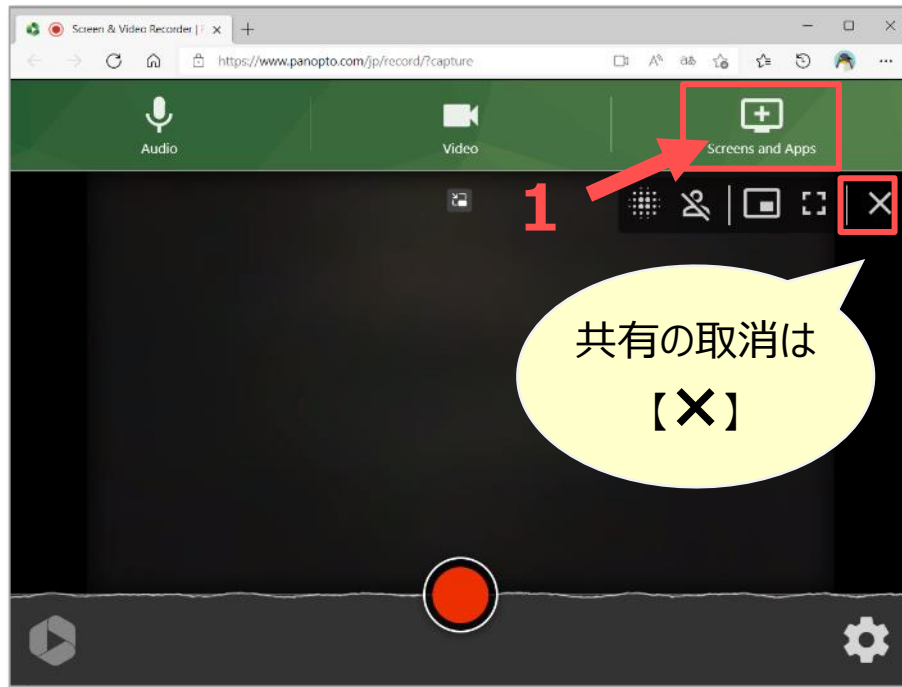 Screen & Video Recorder |
https://www.panopto.com/jp/record/?capture
Audio
Video
Screens and Apps
1
共有の取消は
【✕】